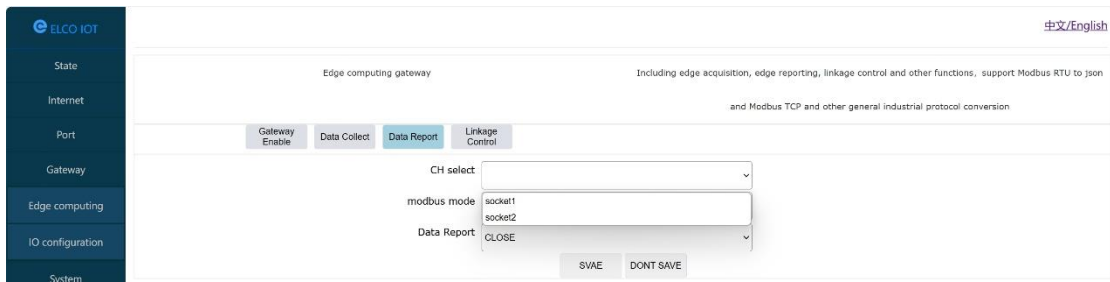 ELCO IOT
中文/English
State
Internet
Port
Gateway
Edge computing
IO configuration
System
Edge computing gateway
Including edge acquisition, edge reporting, linkage control and other functions, support Modbus RTU to json
and Modbus TCP and other general industrial protocol conversion
Gateway
Enable
Data Collect
Data Report
Linkage
Control
CH select
modbus mode
socket1
socket2
Data Report
CLOSE
SVAE
DONT SAVE